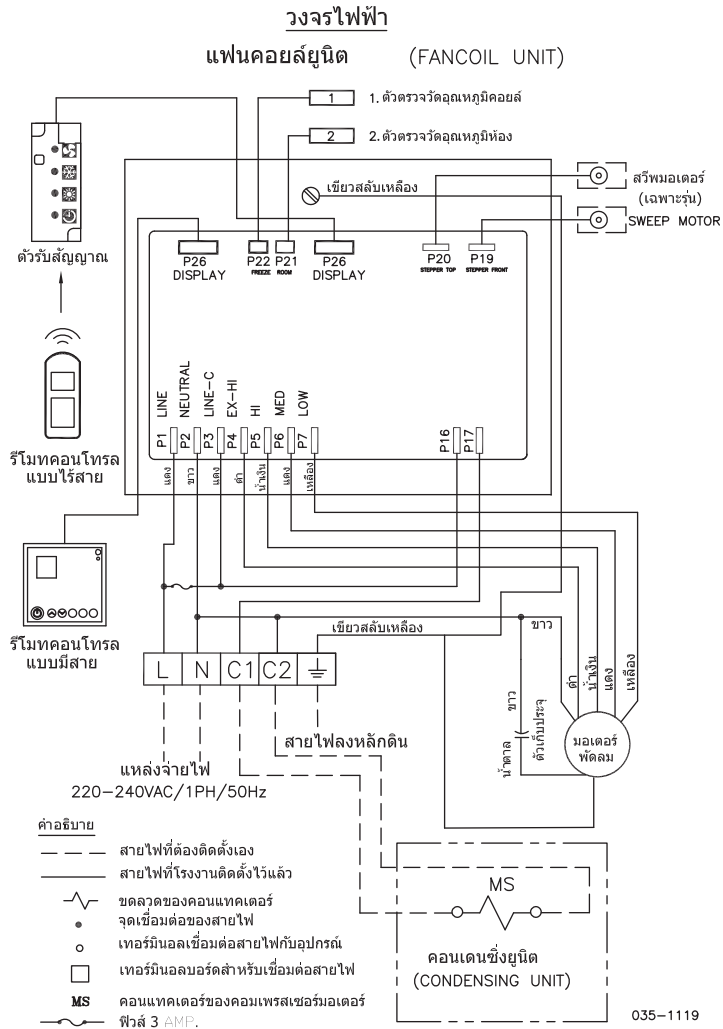 วงจรไฟฟ้า
แฟนคอยล์ยูนิต (FANCOIL UNIT)
1 1. ตัวตรวจวัดอุณหภูมิคอยล์
2 2. ตัวตรวจวัดอุณหภูมิห้อง
เขียวสลับเหลือง
สวีพมอเตอร์
(เฉพาะรุ่น)
SWEEP MOTOR
ตัวรับสัญญาณ
P26
DISPLAY
P22
FREEZE
P21
ROOM
P26
DISPLAY
P20
STEPPER TOP
P19
STEPPER FRONT
P1 LINE
P2 NEUTRAL
P3 LINE-C
P4 EX-HI
P5 HI
P6 MED
P7 LOW
P16
P17
แดง
ขาว
แดง
ดำ
น้ำเงิน
แดง
เหลือง
รีโมทคอนโทรล
แบบไร้สาย
รีโมทคอนโทรล
แบบมีสาย
เขียวสลับเหลือง
ขาว
L N C1 C2
ดำ
น้ำเงิน
แดง
เหลือง
ขาว
น้ำตาล
ตัวเก็บประจุ
มอเตอร์
พัดลม
สายไฟลงหลักดิน
แหล่งจ่ายไฟ
220-240VAC/1PH/50Hz
คำอธิบาย
สายไฟที่ต้องติดตั้งเอง
สายไฟที่โรงงานติดตั้งไว้แล้ว
ขดลวดของคอนแทคเตอร์
จุดเชื่อมต่อของสายไฟ
เทอร์มินอลเชื่อมต่อสายไฟกับอุปกรณ์
เทอร์มินอลบอร์ดสำหรับเชื่อมต่อสายไฟ
MS คอนแทคเตอร์ของคอมเพรสเซอร์มอเตอร์
ฟิวส์ 3 AMP.
MS
คอนเดนซิ่งยูนิต
(CONDENSING UNIT)
035-1119